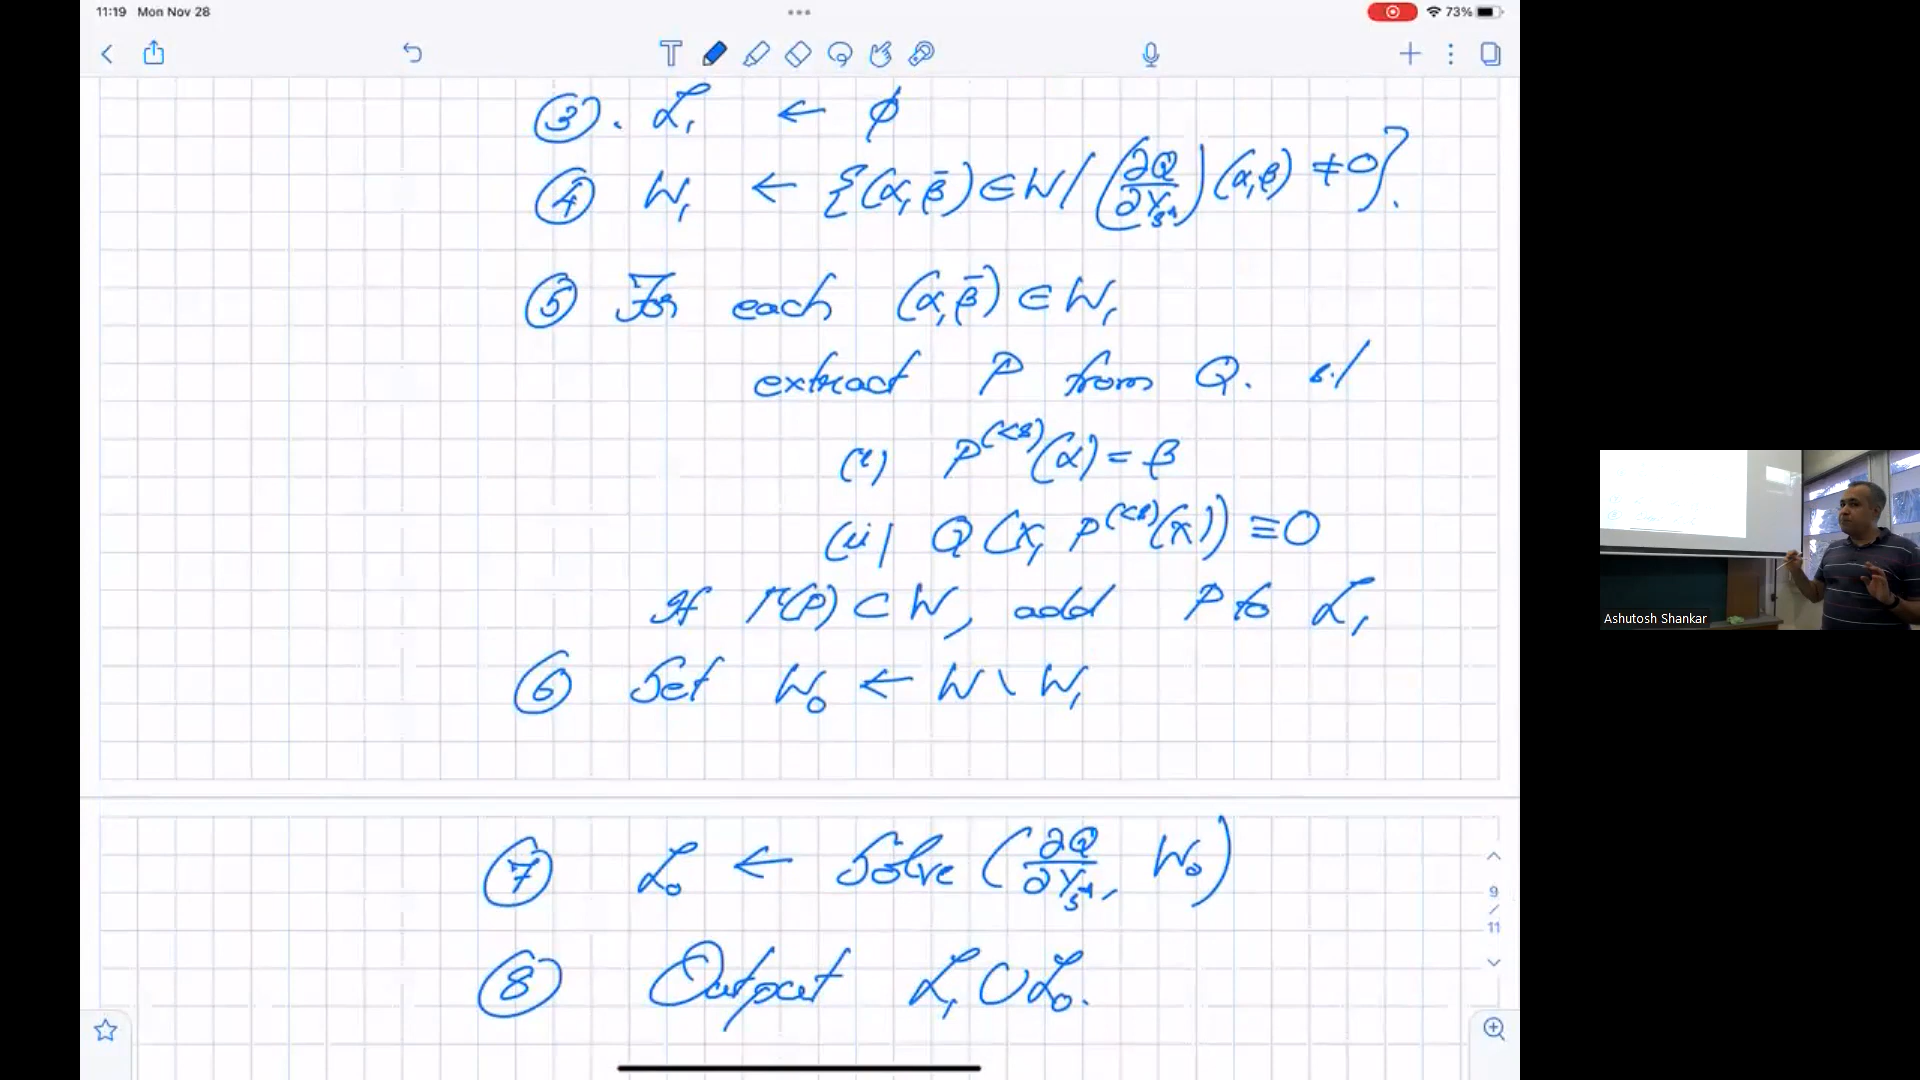 11:19 Mon Nov 28
73%
③. ℒ₁ ← ϕ
④ W₁ ← {(α, β̄) ∈ W / (∂Q/∂Y_{s-1})(α, β) ≠ 0}.
⑤ For each (α, β̄) ∈ W₁
extract P from Q. s./
(i) P^{(<s)}(α) = β
(ii) Q(X, P^{(<s)}(X)) ≡ 0
If Γ(P) ⊂ W, add P to ℒ₁
⑥ Set W₀ ← W \ W₁
⑦ ℒ₀ ← Solve (∂Q/∂Y_{s-1}, W₀)
⑧ Output ℒ₁ ∪ ℒ₀.
9
/
11
Ashutosh Shankar